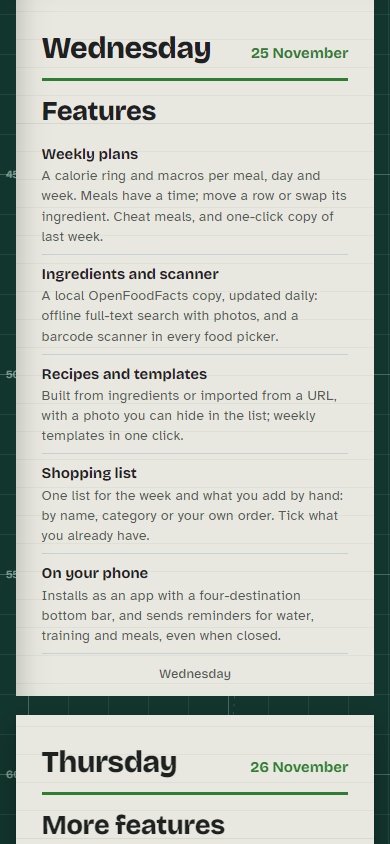 Wednesday
25 November
Features
Weekly plans
A calorie ring and macros per meal, day and
week. Meals have a time; move a row or swap its
ingredient. Cheat meals, and one-click copy of
last week.
Ingredients and scanner
A local OpenFoodFacts copy, updated daily:
offline full-text search with photos, and a
barcode scanner in every food picker.
Recipes and templates
Built from ingredients or imported from a URL,
with a photo you can hide in the list; weekly
templates in one click.
Shopping list
One list for the week and what you add by hand:
by name, category or your own order. Tick what
you already have.
On your phone
Installs as an app with a four-destination
bottom bar, and sends reminders for water,
training and meals, even when closed.
Wednesday
Thursday
26 November
More features